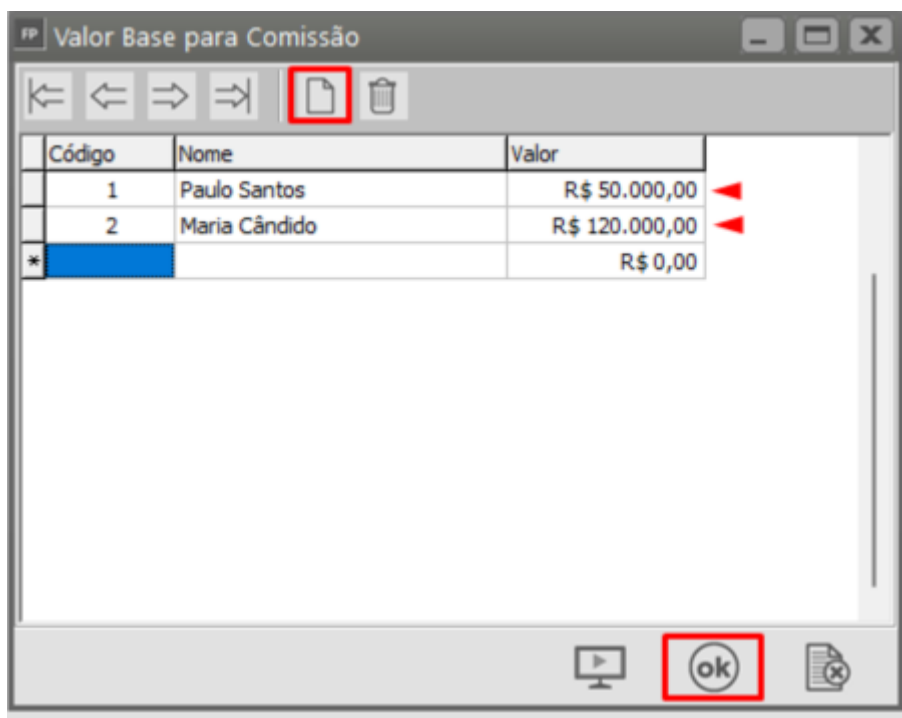 FP Valor Base para Comissão
Código Nome Valor
1 Paulo Santos R$ 50.000,00
2 Maria Cândido R$ 120.000,00
* R$ 0,00
ok